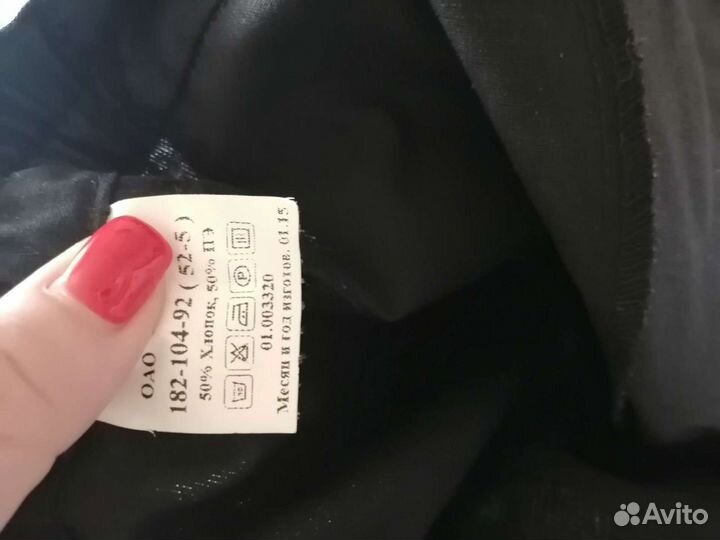 ОАО
182-104-92 ( 52-5 )
50% Хлопок, 50% ПЭ
01.003320
Месяц и год изготов. 01.15
Avito